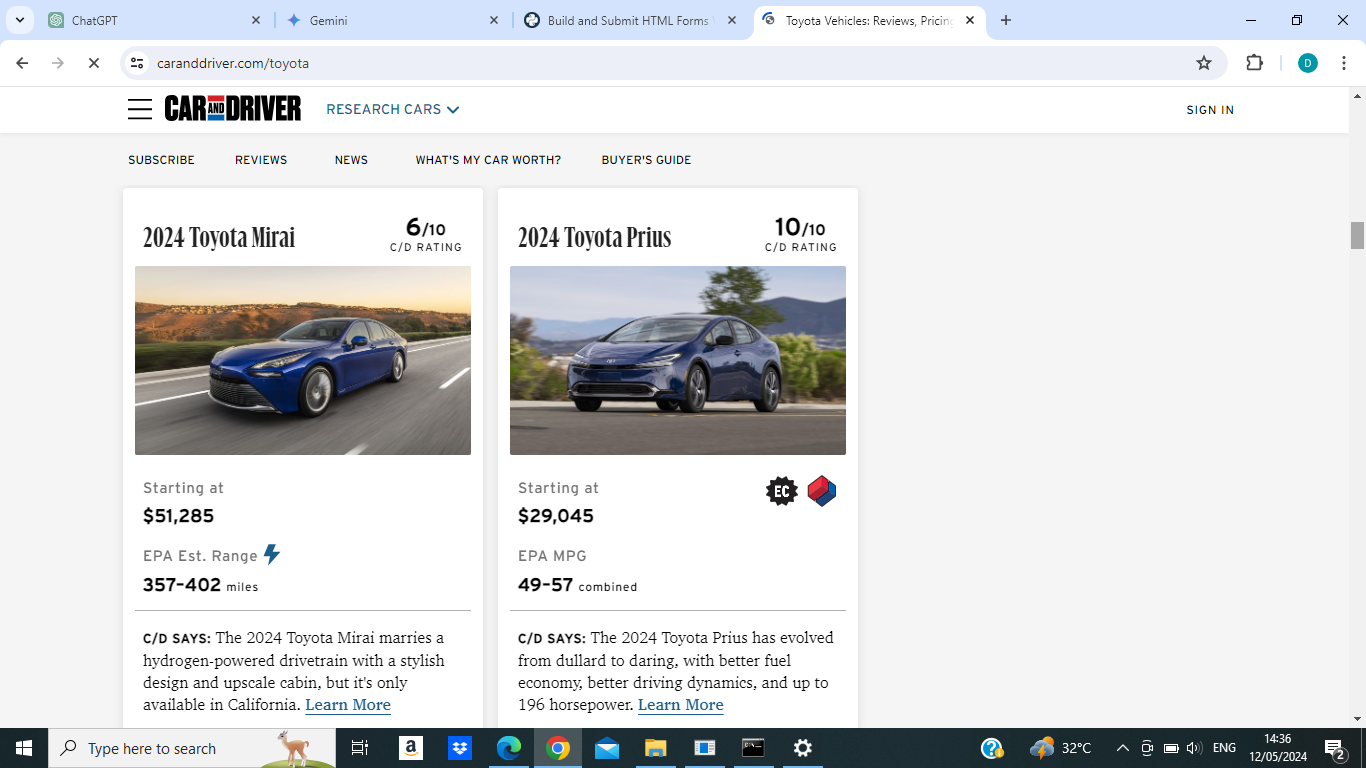 ChatGPT
Gemini
Build and Submit HTML Forms
Toyota Vehicles: Reviews, Pricing
caranddriver.com/toyota
D
CAR AND DRIVER
RESEARCH CARS
SIGN IN
SUBSCRIBE
REVIEWS
NEWS
WHAT'S MY CAR WORTH?
BUYER'S GUIDE
2024 Toyota Mirai
6/10
C/D RATING
Starting at
$51,285
EPA Est. Range
357–402 miles
C/D SAYS: The 2024 Toyota Mirai marries a
hydrogen-powered drivetrain with a stylish
design and upscale cabin, but it's only
available in California. Learn More
2024 Toyota Prius
10/10
C/D RATING
Starting at
$29,045
EC
EPA MPG
49–57 combined
C/D SAYS: The 2024 Toyota Prius has evolved
from dullard to daring, with better fuel
economy, better driving dynamics, and up to
196 horsepower. Learn More
Type here to search
a
32°C
ENG
14:36
12/05/2024
2